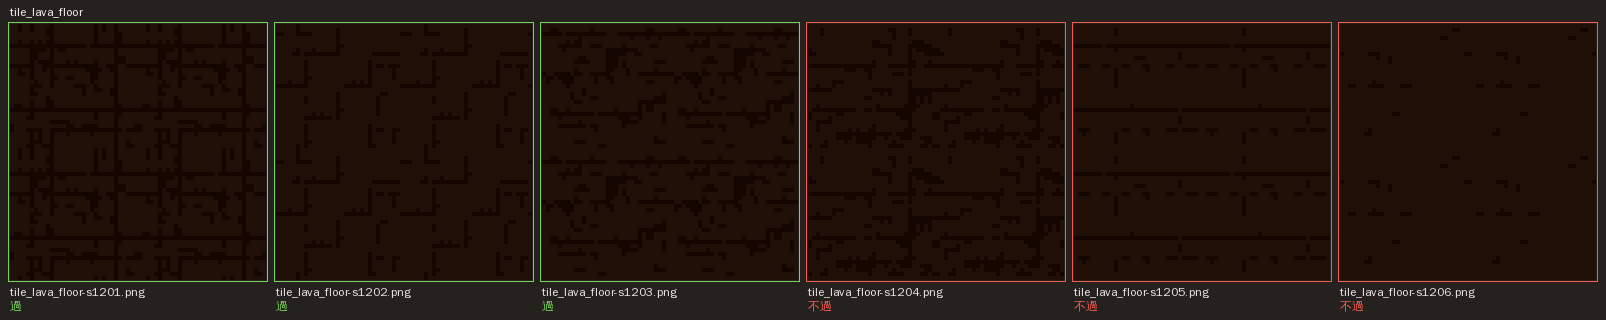 tile_lava_floor
tile_lava_floor-s1201.png
過
tile_lava_floor-s1202.png
過
tile_lava_floor-s1203.png
過
tile_lava_floor-s1204.png
不過
tile_lava_floor-s1205.png
不過
tile_lava_floor-s1206.png
不過